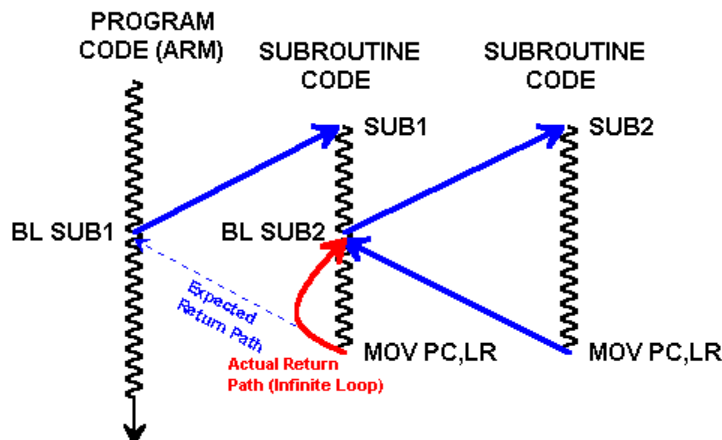 PROGRAM
CODE (ARM)
SUBROUTINE
CODE
SUBROUTINE
CODE
SUB1
SUB2
BL SUB1
BL SUB2
Expected
Return Path
MOV PC,LR
MOV PC,LR
Actual Return
Path (Infinite Loop)